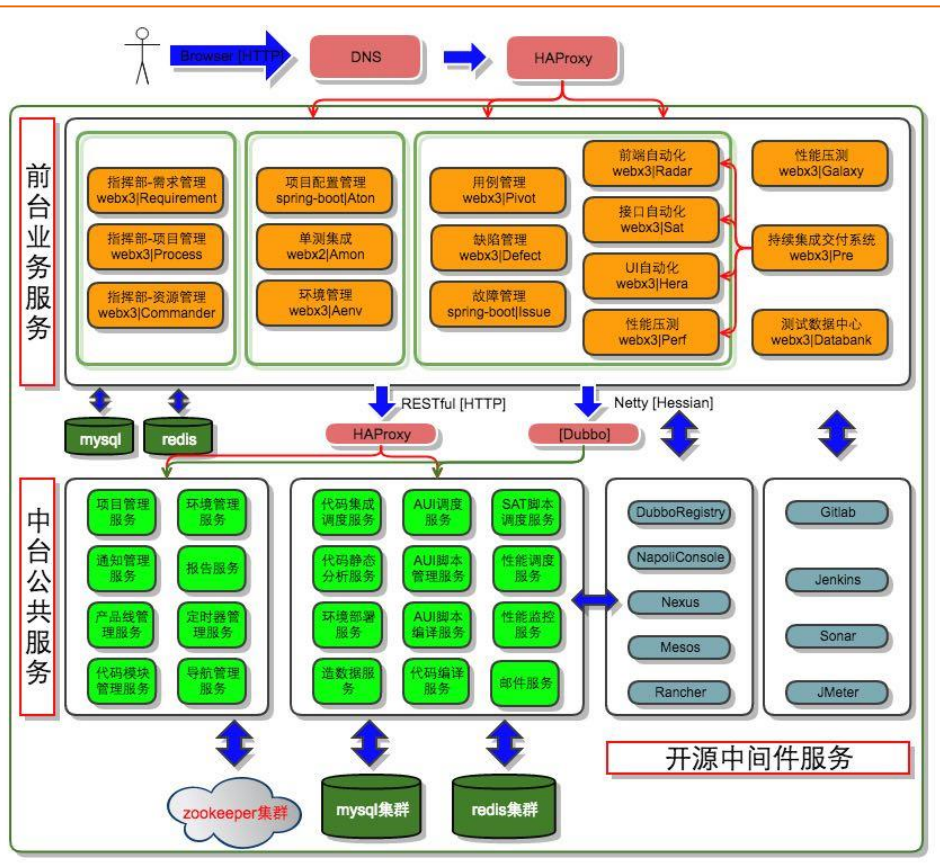 Browser [HTTP]
DNS
HAProxy
前台业务服务
指挥部-需求管理
webx3|Requirement
指挥部-项目管理
webx3|Process
指挥部-资源管理
webx3|Commander
项目配置管理
spring-boot|Aton
单测集成
webx2|Amon
环境管理
webx3|Aenv
用例管理
webx3|Pivot
缺陷管理
webx3|Defect
故障管理
spring-boot|Issue
前端自动化
webx3|Radar
接口自动化
webx3|Sat
UI自动化
webx3|Hera
性能压测
webx3|Perf
性能压测
webx3|Galaxy
持续集成交付系统
webx3|Pre
测试数据中心
webx3|Databank
mysql
redis
RESTful [HTTP]
HAProxy
Netty [Hessian]
[Dubbo]
中台公共服务
项目管理
服务
环境管理
服务
通知管理
服务
报告服务
产品线管
理服务
定时器管
理服务
代码模块
管理服务
导航管理
服务
代码集成
调度服务
AUI调度
服务
SAT脚本
调度服务
代码静态
分析服务
AUI脚本
管理服务
性能调度
服务
环境部署
服务
AUI脚本
编译服务
性能监控
服务
造数据服
务
代码编译
服务
邮件服务
DubboRegistry
NapoliConsole
Nexus
Mesos
Rancher
Gitlab
Jenkins
Sonar
JMeter
开源中间件服务
zookeeper集群
mysql集群
redis集群